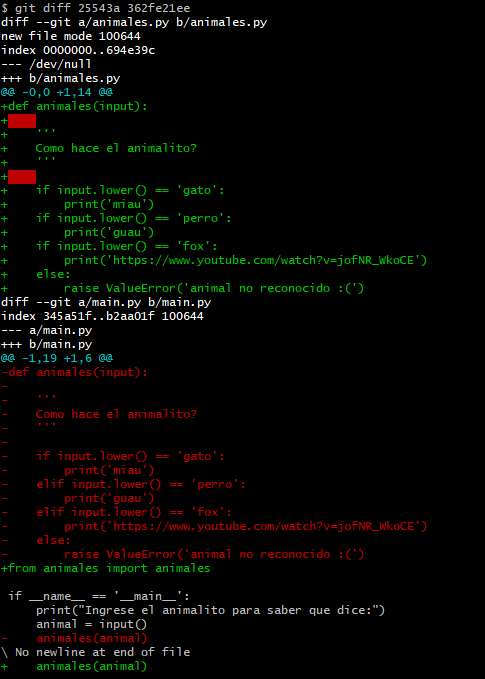 $ git diff 25543a 362fe21ee
diff --git a/animales.py b/animales.py
new file mode 100644
index 0000000..694e39c
--- /dev/null
+++ b/animales.py
@@ -0,0 +1,14 @@
+def animales(input):
+
+    '''
+    Como hace el animalito?
+    '''
+
+    if input.lower() == 'gato':
+        print('miau')
+    if input.lower() == 'perro':
+        print('guau')
+    if input.lower() == 'fox':
+        print('https://www.youtube.com/watch?v=jofNR_WkoCE')
+    else:
+        raise ValueError('animal no reconocido :(')
diff --git a/main.py b/main.py
index 345a51f..b2aa01f 100644
--- a/main.py
+++ b/main.py
@@ -1,19 +1,6 @@
-def animales(input):
-
-    '''
-    Como hace el animalito?
-    '''
-
-    if input.lower() == 'gato':
-        print('miau')
-    elif input.lower() == 'perro':
-        print('guau')
-    elif input.lower() == 'fox':
-        print('https://www.youtube.com/watch?v=jofNR_WkoCE')
-    else:
-        raise ValueError('animal no reconocido :(')
+from animales import animales

 if __name__ == '__main__':
     print("Ingrese el animalito para saber que dice:")
     animal = input()
-    animales(animal)
\ No newline at end of file
+    animales(animal)